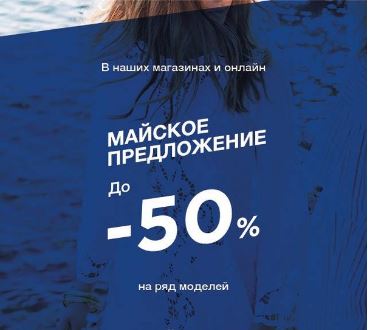 В наших магазинах и онлайн
МАЙСКОЕ
ПРЕДЛОЖЕНИЕ
До
-50%
на ряд моделей